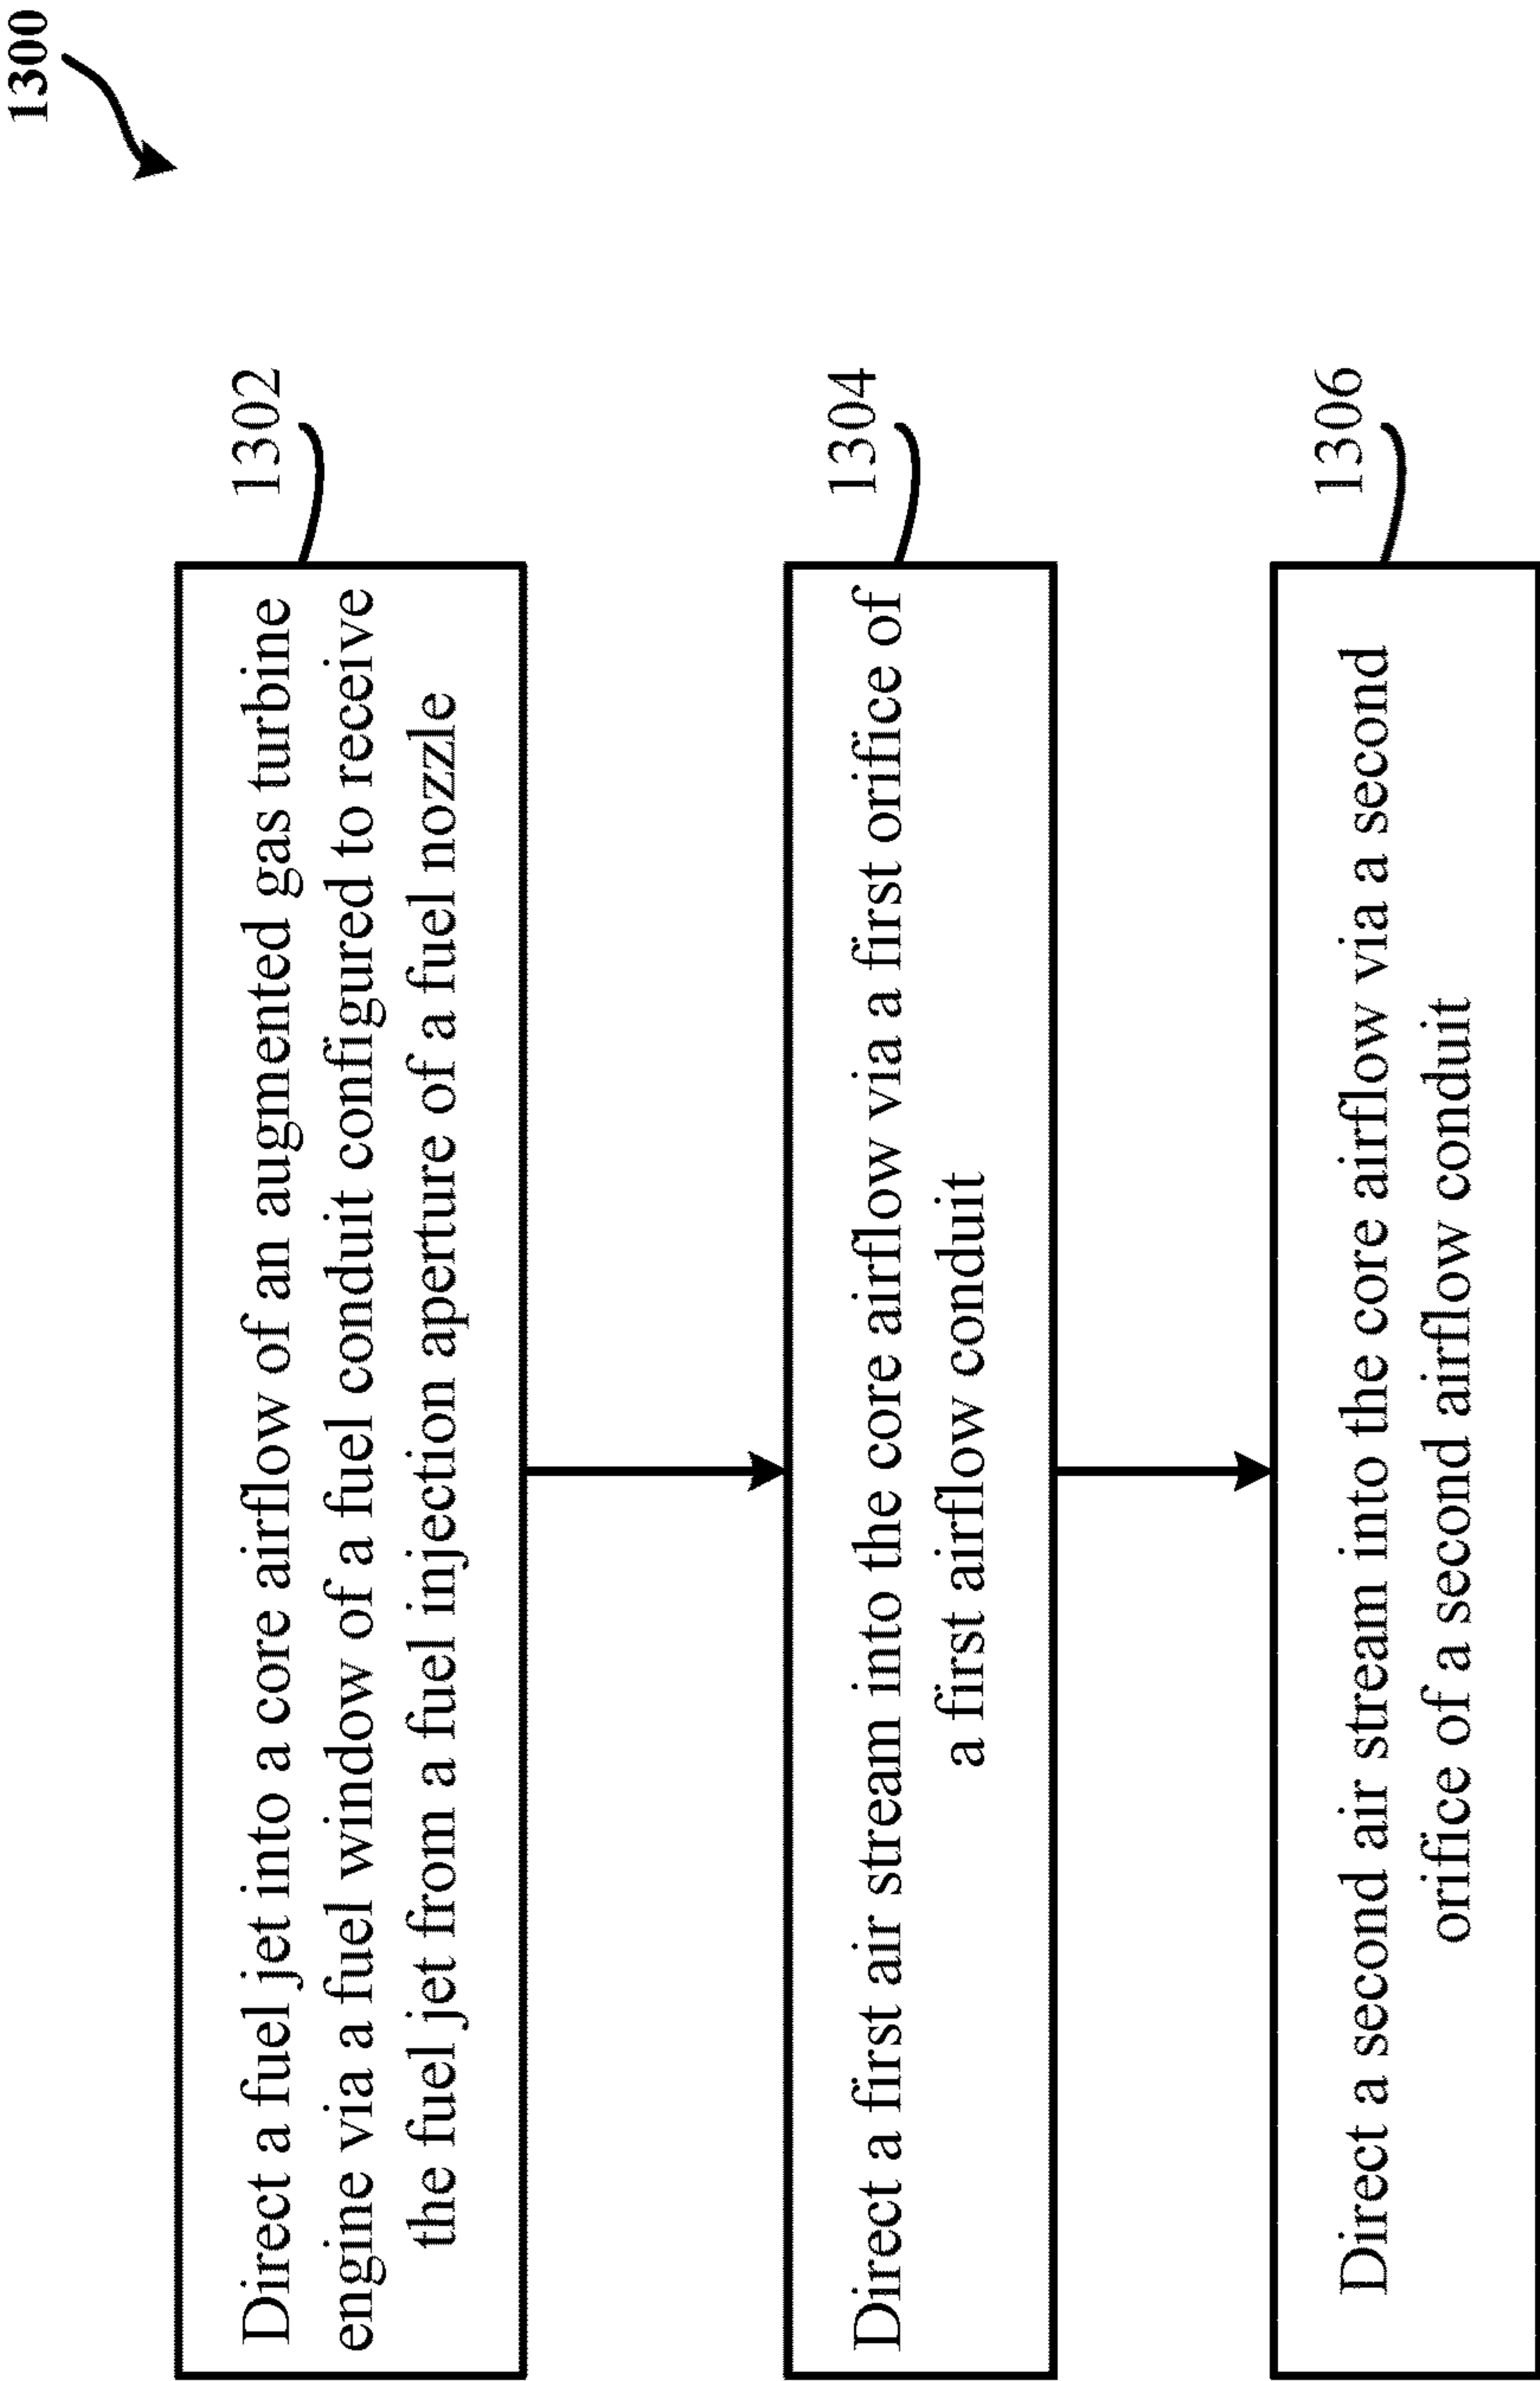 1300
Direct a fuel jet into a core airflow of an augmented gas turbine
engine via a fuel window of a fuel conduit configured to receive
the fuel jet from a fuel injection aperture of a fuel nozzle
1302
Direct a first air stream into the core airflow via a first orifice of
a first airflow conduit
1304
Direct a second air stream into the core airflow via a second
orifice of a second airflow conduit
1306